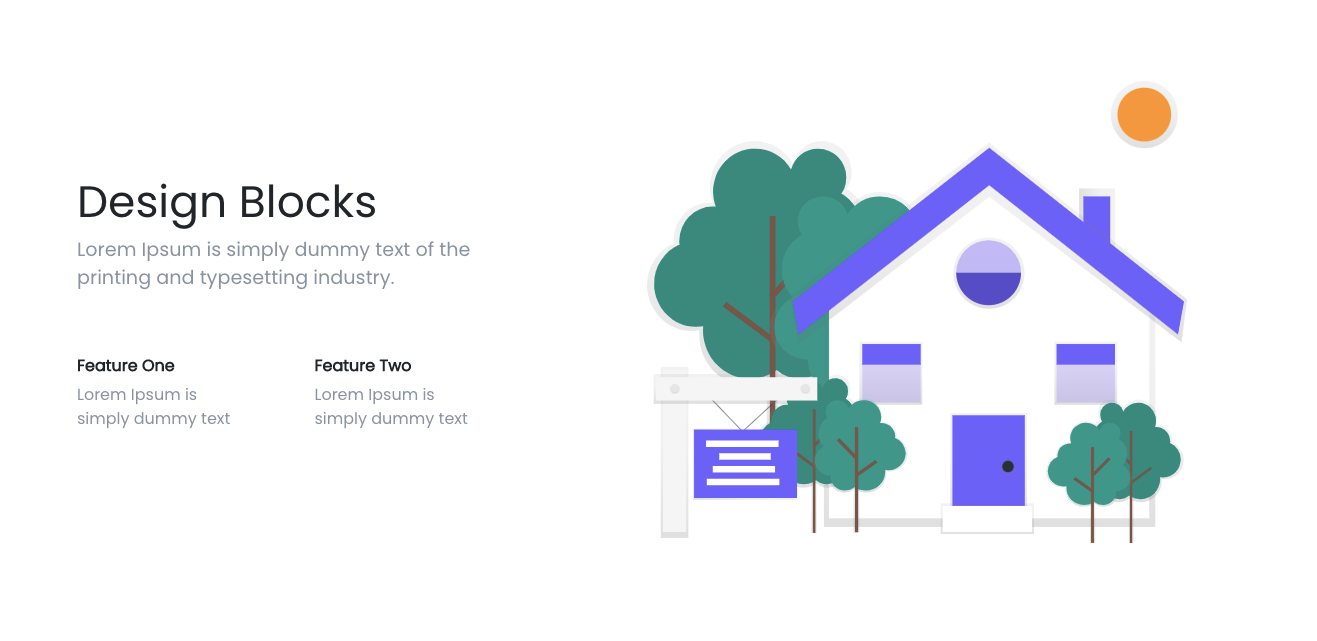 Design Blocks
Lorem Ipsum is simply dummy text of the
printing and typesetting industry.
Feature One
Lorem Ipsum is
simply dummy text
Feature Two
Lorem Ipsum is
simply dummy text